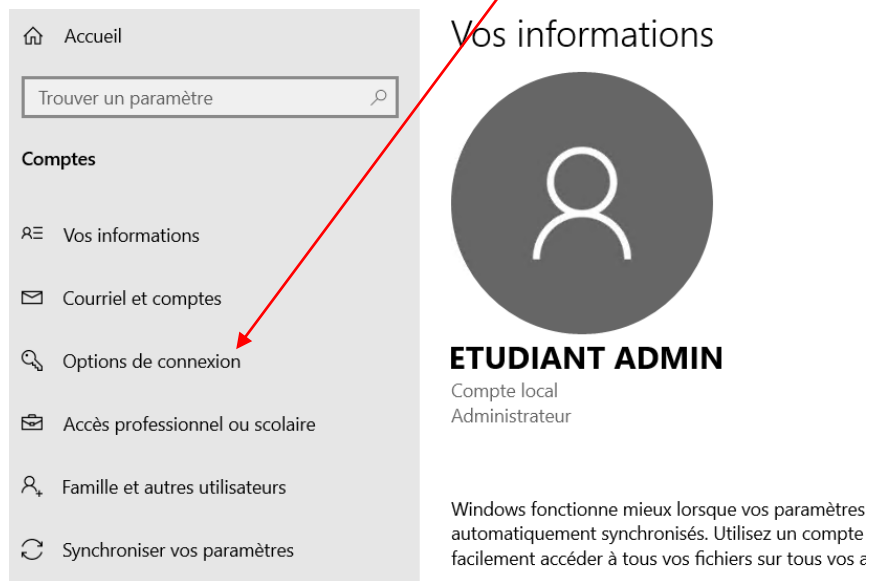 Accueil
Trouver un paramètre
Comptes
Vos informations
Courriel et comptes
Options de connexion
Accès professionnel ou scolaire
Famille et autres utilisateurs
Synchroniser vos paramètres
Vos informations
ETUDIANT ADMIN
Compte local
Administrateur
Windows fonctionne mieux lorsque vos paramètres
automatiquement synchronisés. Utilisez un compte
facilement accéder à tous vos fichiers sur tous vos